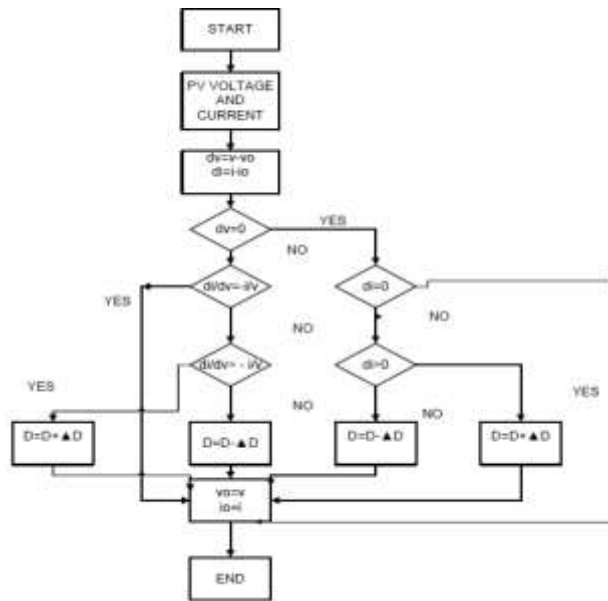 START
PV VOLTAGE
AND
CURRENT
dv=v-vo
di=i-io
dv=0
YES
NO
di/dv=-i/v
di=0
YES
NO
NO
di/dv= - i/v
di>0
YES
YES
NO
NO
D=D+▲D
D=D-▲D
D=D-▲D
D=D+▲D
vo=v
io=i
END